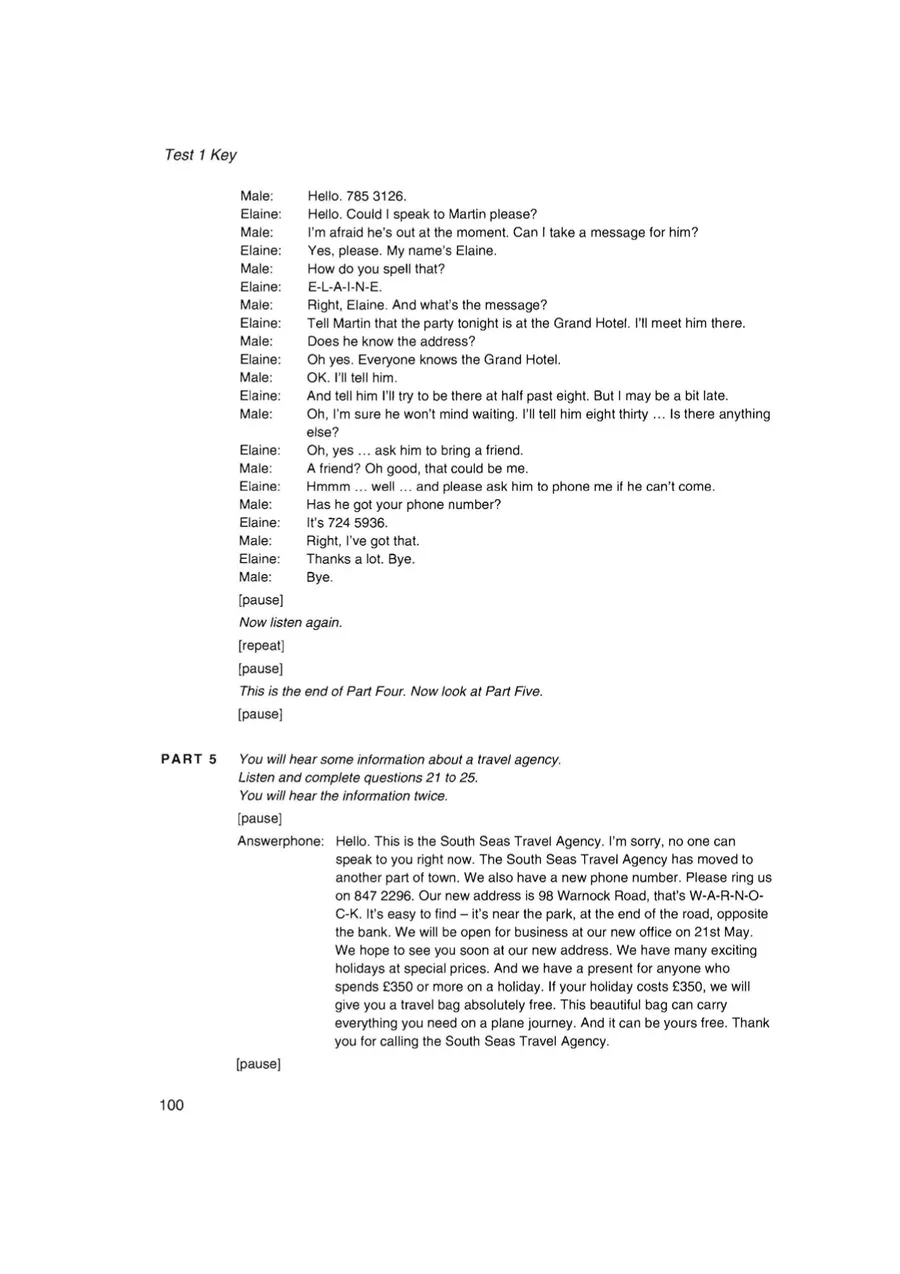 Test 1 Key
Male: Hello. 785 3126.
Elaine: Hello. Could I speak to Martin please?
Male: I'm afraid he's out at the moment. Can I take a message for him?
Elaine: Yes, please. My name's Elaine.
Male: How do you spell that?
Elaine: E-L-A-I-N-E.
Male: Right, Elaine. And what's the message?
Elaine: Tell Martin that the party tonight is at the Grand Hotel. I'll meet him there.
Male: Does he know the address?
Elaine: Oh yes. Everyone knows the Grand Hotel.
Male: OK. I'll tell him.
Elaine: And tell him I'll try to be there at half past eight. But I may be a bit late.
Male: Oh, I'm sure he won't mind waiting. I'll tell him eight thirty … Is there anything
else?
Elaine: Oh, yes … ask him to bring a friend.
Male: A friend? Oh good, that could be me.
Elaine: Hmmm … well … and please ask him to phone me if he can't come.
Male: Has he got your phone number?
Elaine: It's 724 5936.
Male: Right, I've got that.
Elaine: Thanks a lot. Bye.
Male: Bye.
[pause]
Now listen again.
[repeat]
[pause]
This is the end of Part Four. Now look at Part Five.
[pause]
PART 5 You will hear some information about a travel agency.
Listen and complete questions 21 to 25.
You will hear the information twice.
[pause]
Answerphone: Hello. This is the South Seas Travel Agency. I'm sorry, no one can
speak to you right now. The South Seas Travel Agency has moved to
another part of town. We also have a new phone number. Please ring us
on 847 2296. Our new address is 98 Warnock Road, that's W-A-R-N-O-
C-K. It's easy to find – it's near the park, at the end of the road, opposite
the bank. We will be open for business at our new office on 21st May.
We hope to see you soon at our new address. We have many exciting
holidays at special prices. And we have a present for anyone who
spends £350 or more on a holiday. If your holiday costs £350, we will
give you a travel bag absolutely free. This beautiful bag can carry
everything you need on a plane journey. And it can be yours free. Thank
you for calling the South Seas Travel Agency.
[pause]
100